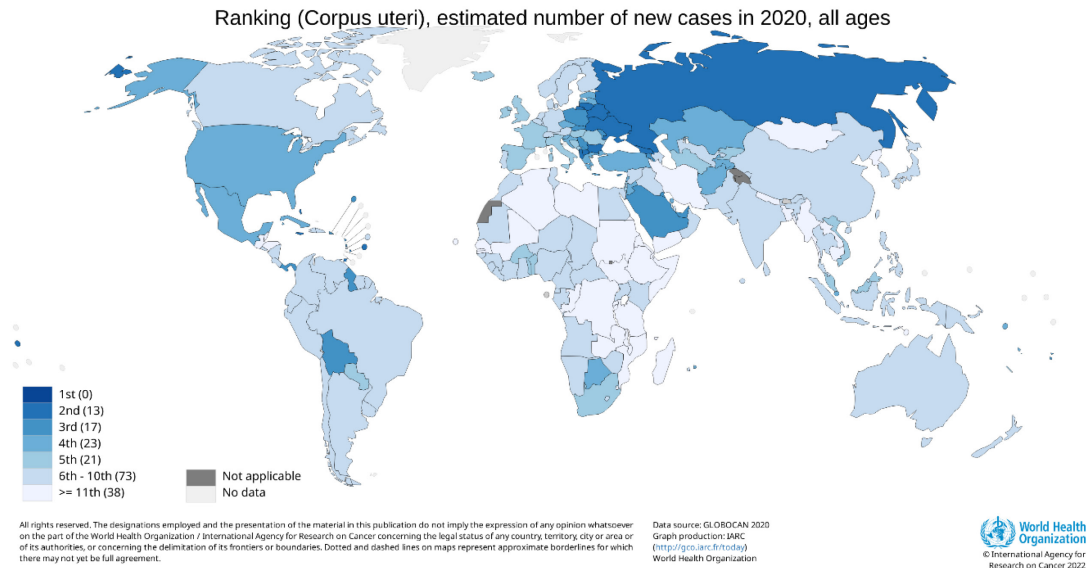 Ranking (Corpus uteri), estimated number of new cases in 2020, all ages
1st (0)
2nd (13)
3rd (17)
4th (23)
5th (21)
6th - 10th (73)
>= 11th (38)
Not applicable
No data
All rights reserved. The designations employed and the presentation of the material in this publication do not imply the expression of any opinion whatsoever
on the part of the World Health Organization / International Agency for Research on Cancer concerning the legal status of any country, territory, city or area or
of its authorities, or concerning the delimitation of its frontiers or boundaries. Dotted and dashed lines on maps represent approximate borderlines for which
there may not yet be full agreement.
Data source: GLOBOCAN 2020
Graph production: IARC
(http://gco.iarc.fr/today)
World Health Organization
World Health
Organization
© International Agency for
Research on Cancer 2022